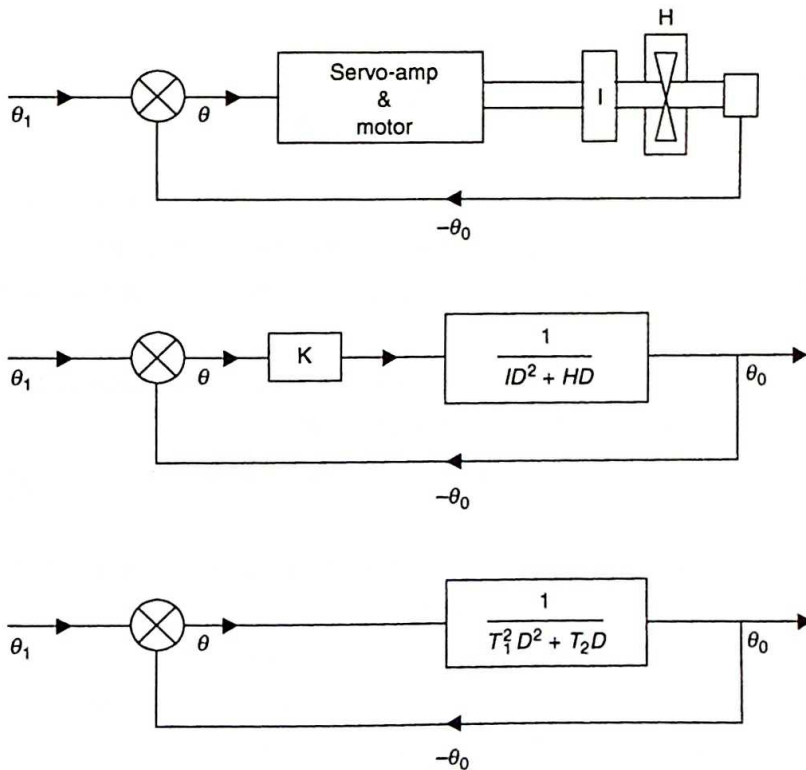 H
Servo-amp
&
motor
I
θ₁
θ
−θ₀
K
1
ID² + HD
θ₁
θ
θ₀
−θ₀
1
T₁²D² + T₂D
θ₁
θ
θ₀
−θ₀